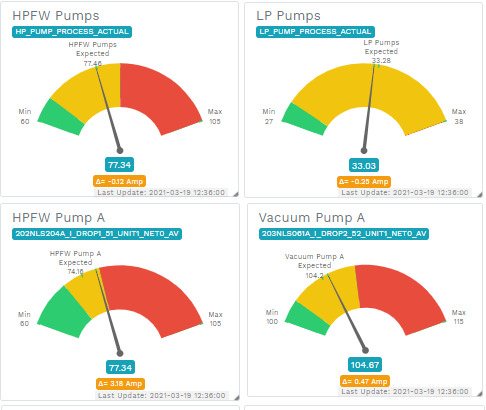 HPFW Pumps
HP_PUMP_PROCESS_ACTUAL
HPFW Pumps
Expected
77.46
Min
60
Max
105
77.34
Δ= -0.12 Amp
Last Update: 2021-03-19 12:36:00
LP Pumps
LP_PUMP_PROCESS_ACTUAL
LP Pumps
Expected
33.28
Min
27
Max
38
33.03
Δ= -0.25 Amp
Last Update: 2021-03-19 12:36:00
HPFW Pump A
202NLS204A_I_DROP1_51_UNIT1_NET0_AV
HPFW Pump A
Expected
74.16
Min
60
Max
105
77.34
Δ= 3.18 Amp
Last Update: 2021-03-19 12:36:00
Vacuum Pump A
203NLS061A_I_DROP2_52_UNIT1_NET0_AV
Vacuum Pump A
Expected
104.2
Min
100
Max
115
104.67
Δ= 0.47 Amp
Last Update: 2021-03-19 12:36:00